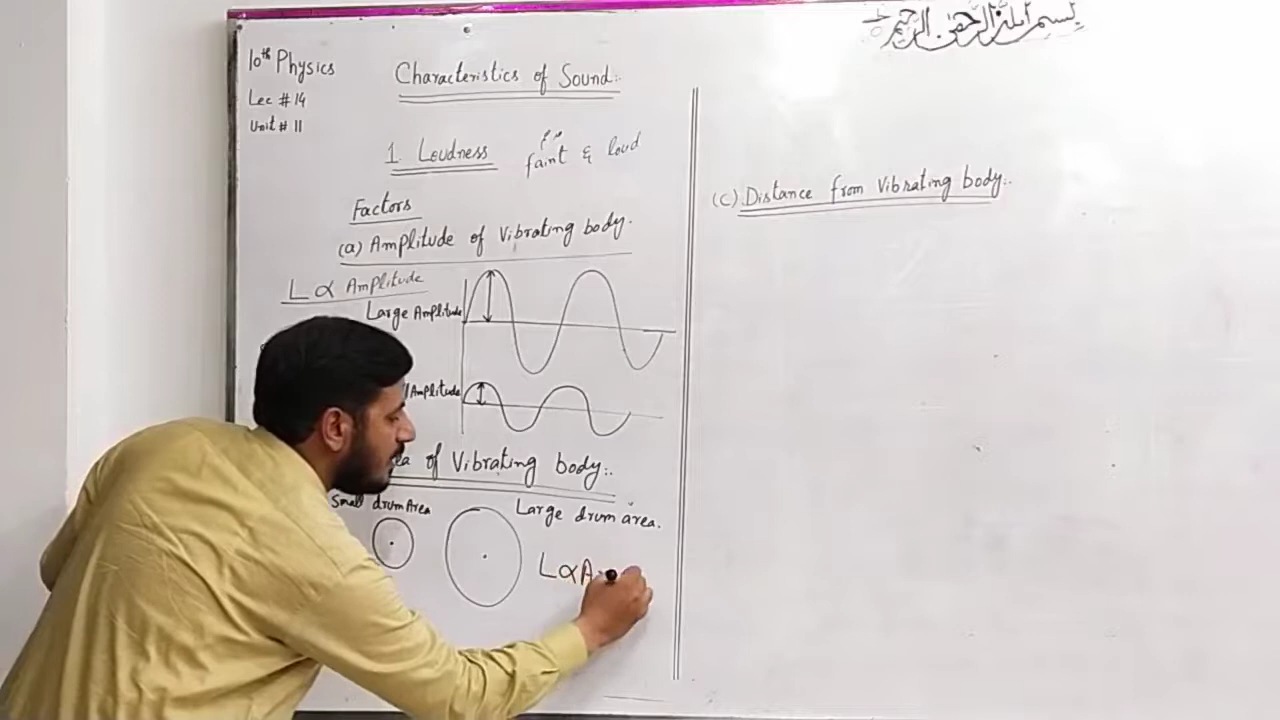 بسم الله الرحمن الرحيم
10th Physics
Lec # 14
Unit # 11
Characteristics of Sound:.
1. Loudness faint & loud
Factors
(a) Amplitude of Vibrating body.
L ∝ Amplitude
Large Amplitude
Amplitude
of Vibrating body:.
Small drum Area
Large drum area.
L ∝ A
(C) Distance from Vibrating body:.